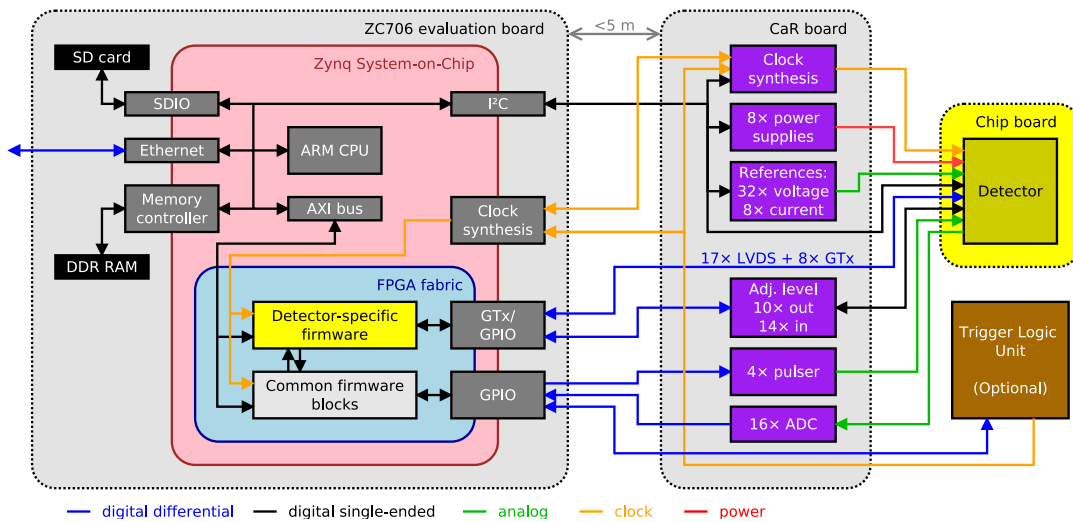 ZC706 evaluation board
<5 m
CaR board
SD card
Zynq System-on-Chip
Clock
synthesis
SDIO
I²C
8× power
supplies
Chip board
Ethernet
ARM CPU
References:
32× voltage
8× current
Detector
Memory
controller
AXI bus
Clock
synthesis
DDR RAM
17× LVDS + 8× GTx
FPGA fabric
Detector-specific
firmware
GTx/
GPIO
Adj. level
10× out
14× in
Trigger Logic
Unit
(Optional)
Common firmware
blocks
GPIO
4× pulser
16× ADC
digital differential
digital single-ended
analog
clock
power